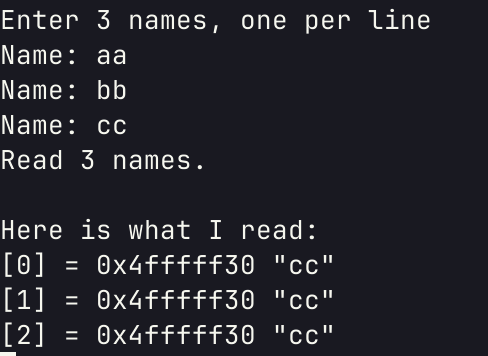 Enter 3 names, one per line
Name: aa
Name: bb
Name: cc
Read 3 names.
Here is what I read:
[0] = 0x4fffff30 "cc"
[1] = 0x4fffff30 "cc"
[2] = 0x4fffff30 "cc"